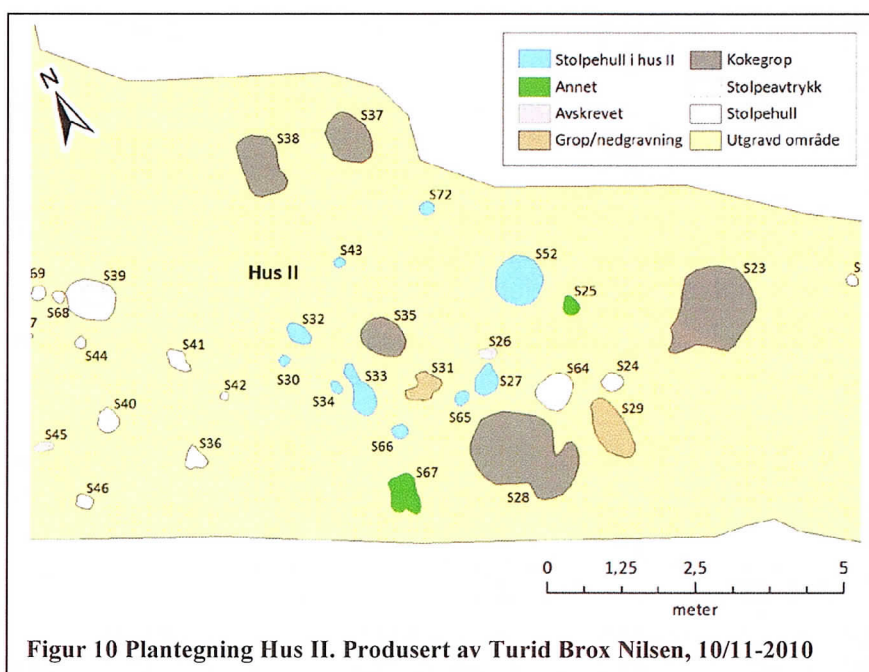 N
Stolpehull i hus II
Kokegrop
Annet
Stolpeavtrykk
Avskrevet
Stolpehull
Grop/nedgravning
Utgravd område
S37
S38
S72
S43
S52
Hus II
S23
S
69
S39
S25
S68
S32
S35
7
S44
S41
S26
S30
S31
S64
S24
S42
S34
S33
S27
S29
S40
S65
S45
S36
S66
S46
S67
S28
0 1,25 2,5 5
meter
Figur 10 Plantegning Hus II. Produsert av Turid Brox Nilsen, 10/11-2010